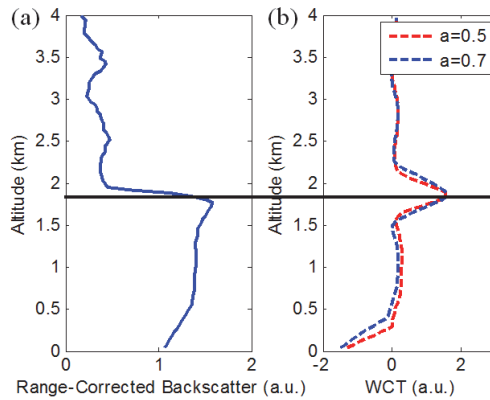 (a)
4
3.5
3
2.5
2
1.5
1
0.5
0
Altitude (km)
0 1 2
Range-Corrected Backscatter (a.u.)
(b)
4
3.5
3
2.5
2
1.5
1
0.5
0
Altitude (km)
a=0.5
a=0.7
-2 0 2
WCT (a.u.)